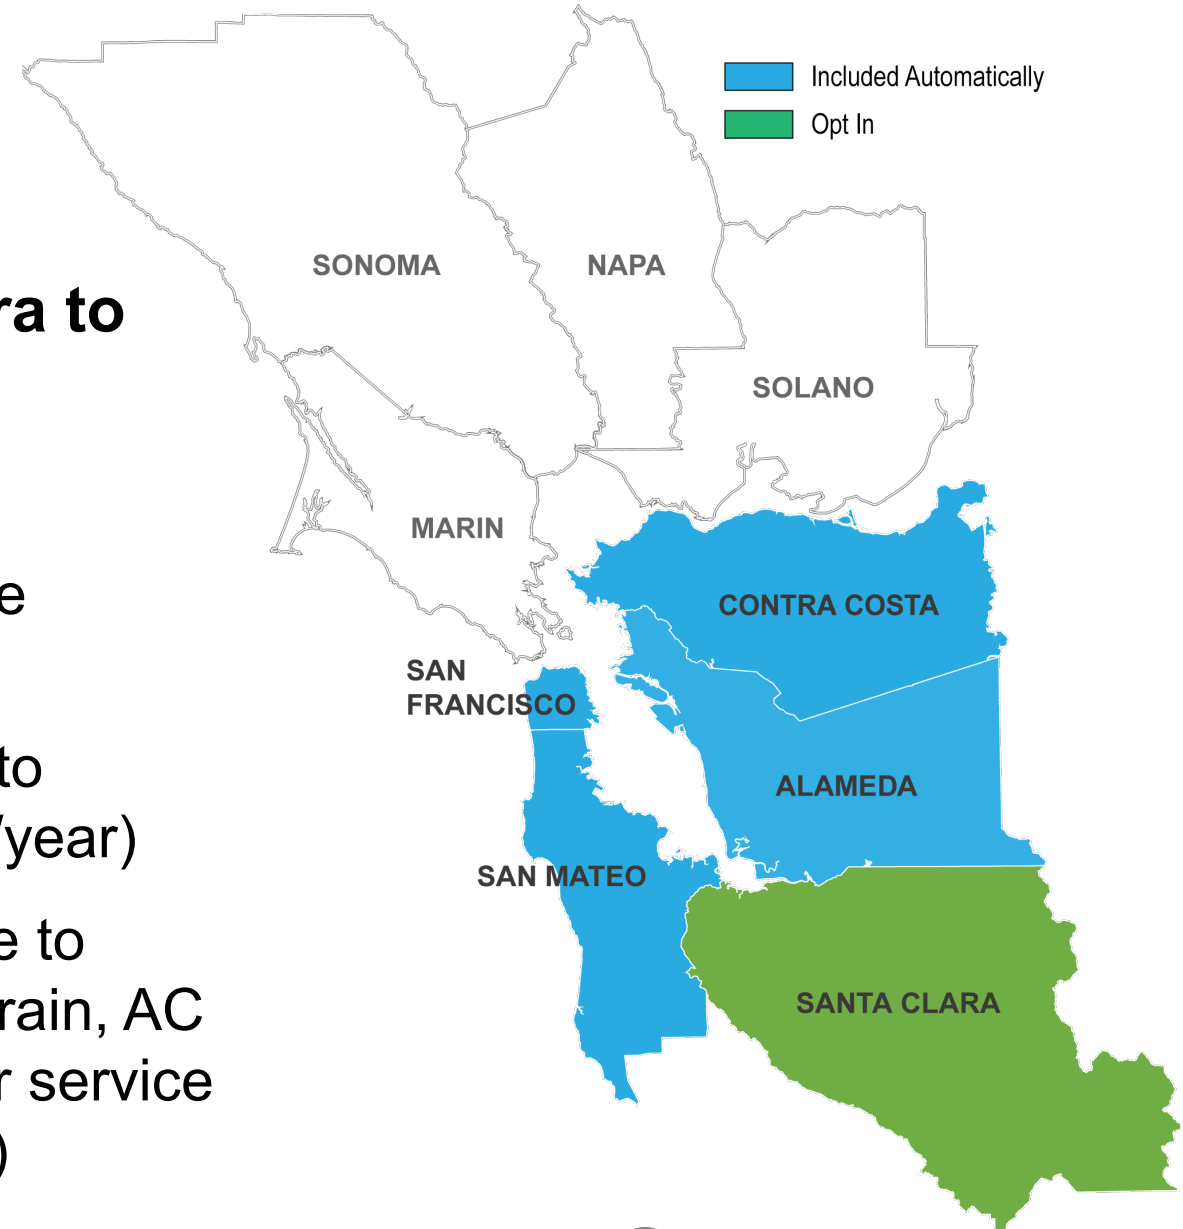 Included Automatically
Opt In
SONOMA
NAPA
ra to
SOLANO
MARIN
e
CONTRA COSTA
SAN
FRANCISCO
to
ALAMEDA
/year)
SAN MATEO
e to
rain, AC
SANTA CLARA
r service
)